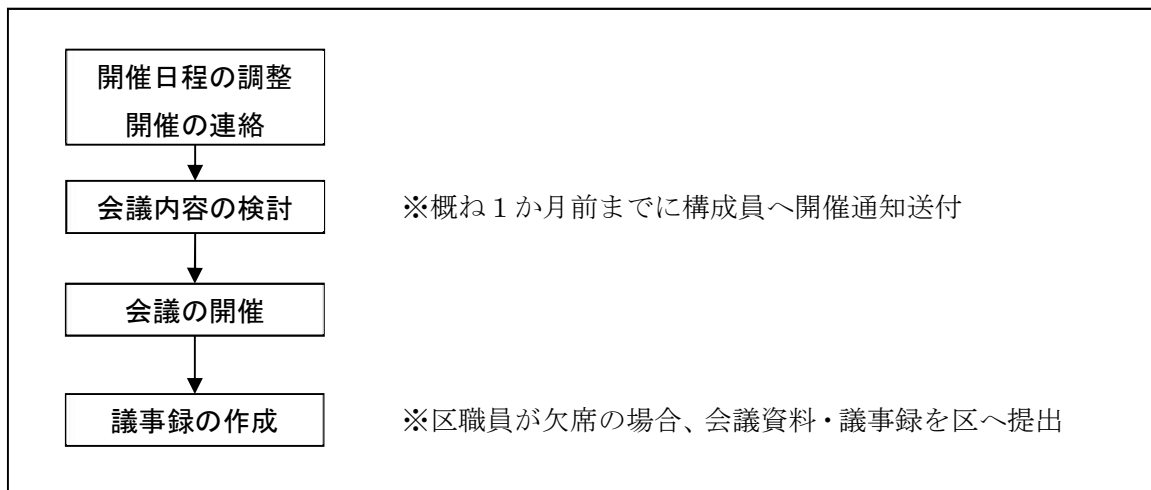 開催日程の調整
開催の連絡
会議内容の検討
※概ね１か月前までに構成員へ開催通知送付
会議の開催
議事録の作成
※区職員が欠席の場合、会議資料・議事録を区へ提出